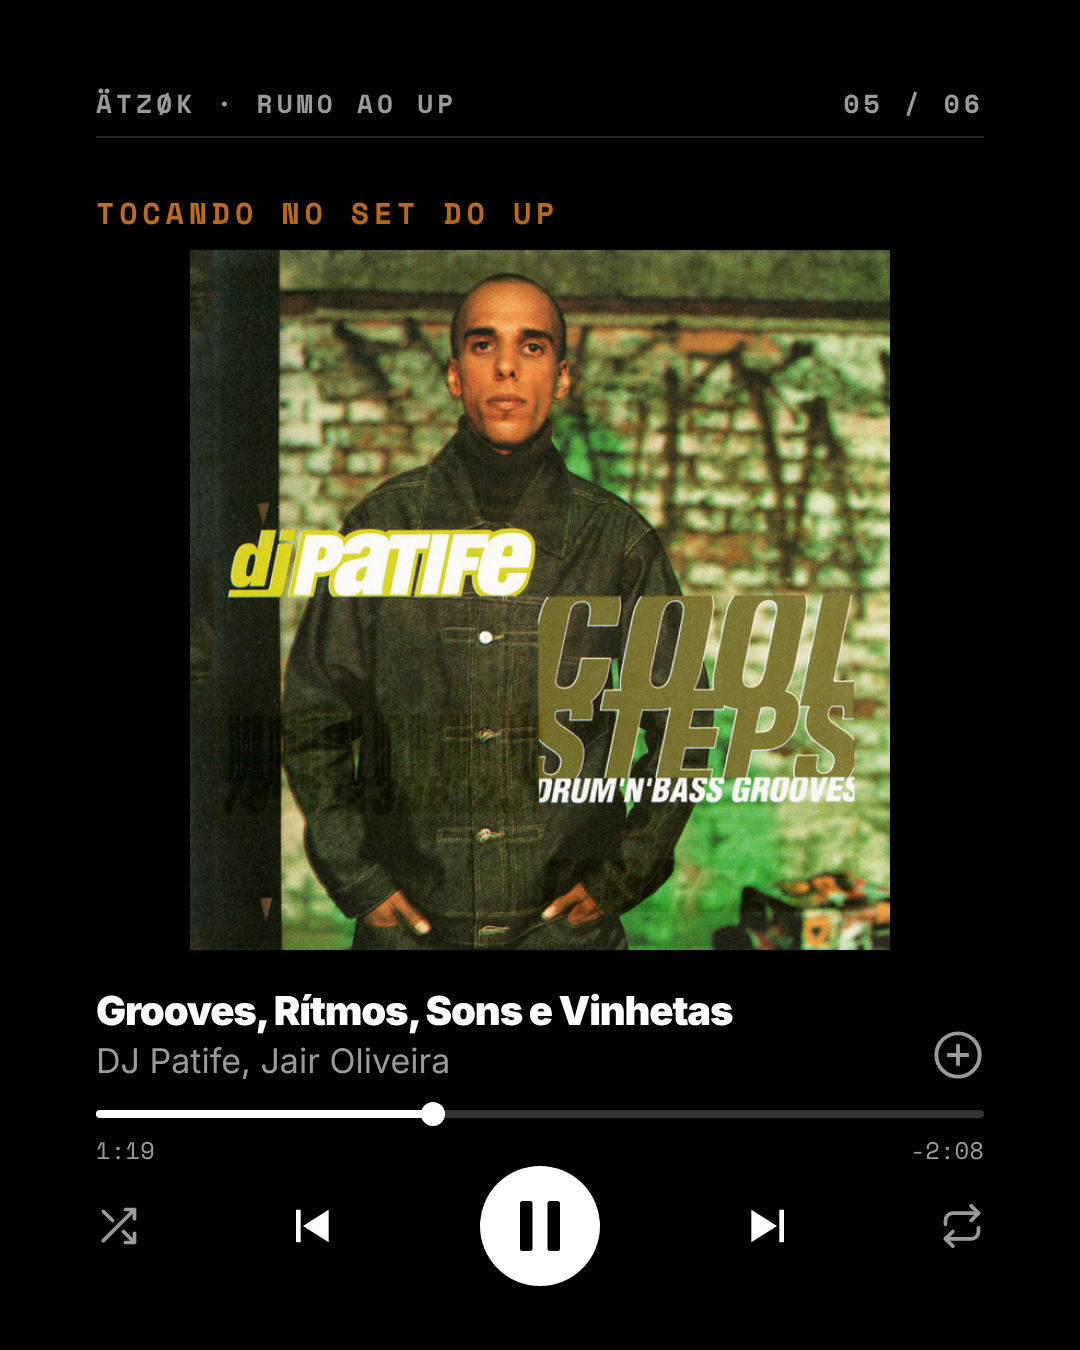 ÄTZØK · RUMO AO UP
05 / 06
TOCANDO NO SET DO UP
dj PATIFE
COOL
STEPS
DRUM'N'BASS GROOVES
Grooves, Rítmos, Sons e Vinhetas
DJ Patife, Jair Oliveira
1:19
-2:08